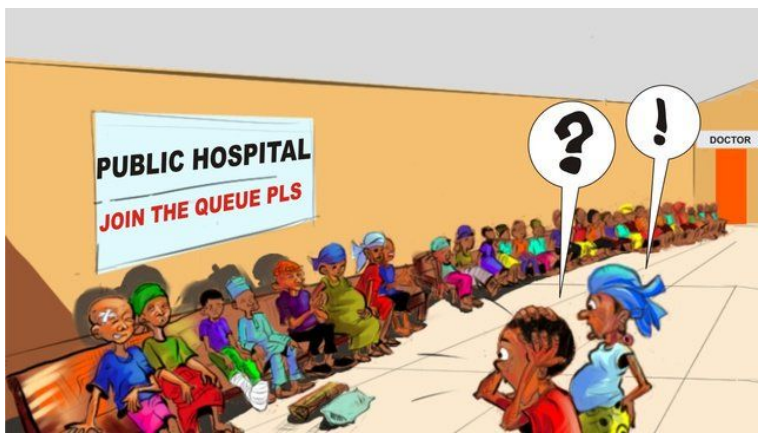 PUBLIC HOSPITAL
JOIN THE QUEUE PLS
?
!
DOCTOR